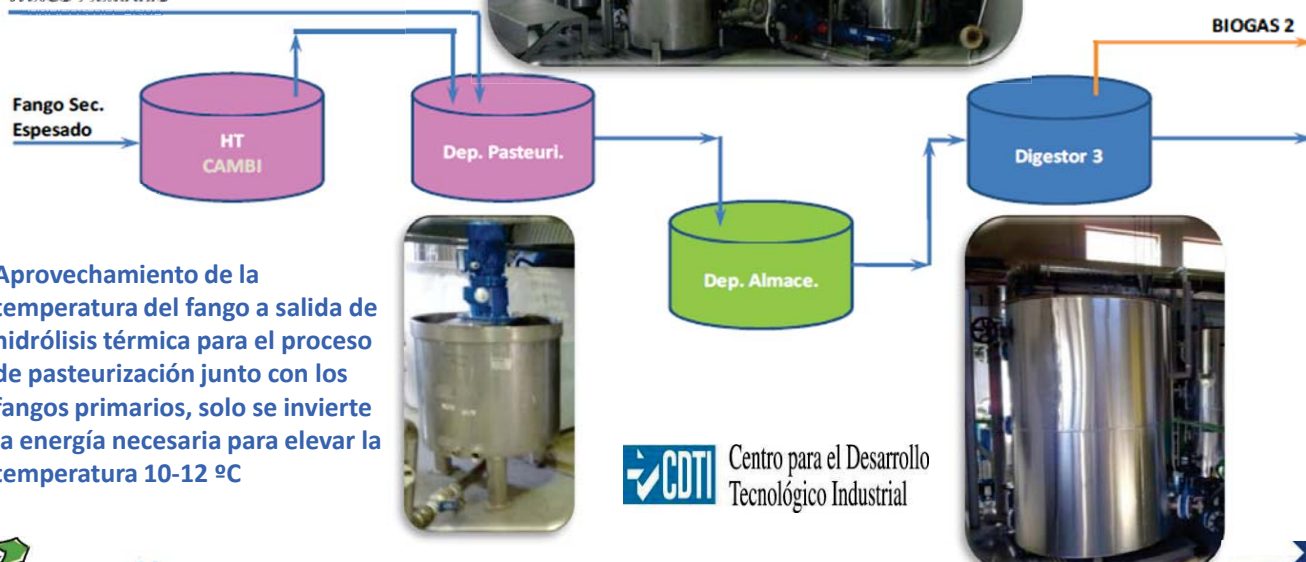 BIOGAS 2
Fango Sec.
Espesado
HT
CAMBI
Dep. Pasteuri.
Digestor 3
Dep. Almace.
Aprovechamiento de la
temperatura del fango a salida de
hidrólisis térmica para el proceso
de pasteurización junto con los
fangos primarios, solo se invierte
la energía necesaria para elevar la
temperatura 10-12 ºC
CDTI
Centro para el Desarrollo
Tecnológico Industrial